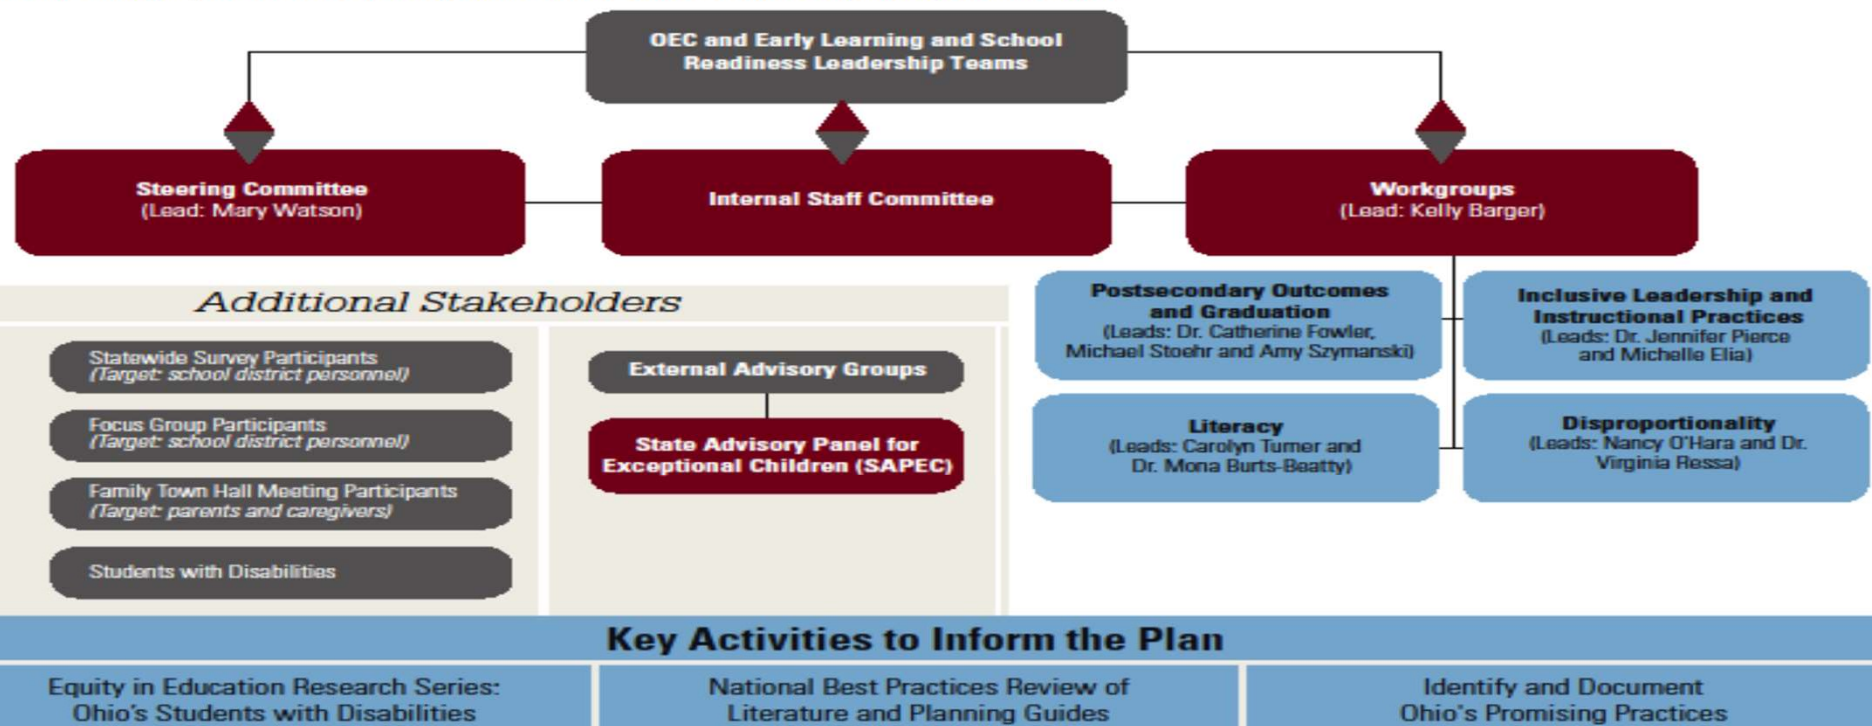 OEC and Early Learning and School
Readiness Leadership Teams
Steering Committee
(Lead: Mary Watson)
Internal Staff Committee
Workgroups
(Lead: Kelly Barger)
Additional Stakeholders
Statewide Survey Participants
(Target: school district personnel)
Focus Group Participants
(Target: school district personnel)
Family Town Hall Meeting Participants
(Target: parents and caregivers)
Students with Disabilities
External Advisory Groups
State Advisory Panel for
Exceptional Children (SAPEC)
Postsecondary Outcomes
and Graduation
(Leads: Dr. Catherine Fowler,
Michael Stoehr and Amy Szymanski)
Inclusive Leadership and
Instructional Practices
(Leads: Dr. Jennifer Pierce
and Michelle Elia)
Literacy
(Leads: Carolyn Turner and
Dr. Mona Burts-Beatty)
Disproportionality
(Leads: Nancy O'Hara and Dr.
Virginia Ressa)
Key Activities to Inform the Plan
Equity in Education Research Series:
Ohio's Students with Disabilities
National Best Practices Review of
Literature and Planning Guides
Identify and Document
Ohio's Promising Practices